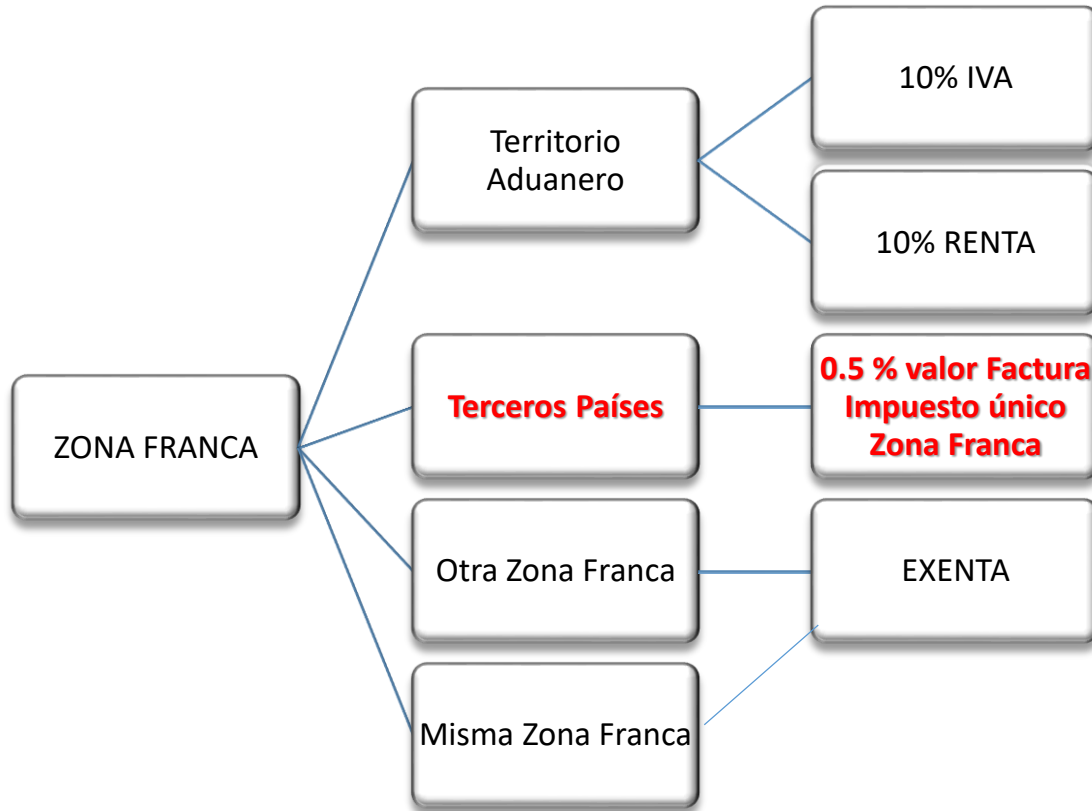 ZONA FRANCA
Territorio
Aduanero
10% IVA
10% RENTA
Terceros Países
0.5 % valor Factura
Impuesto único
Zona Franca
Otra Zona Franca
EXENTA
Misma Zona Franca